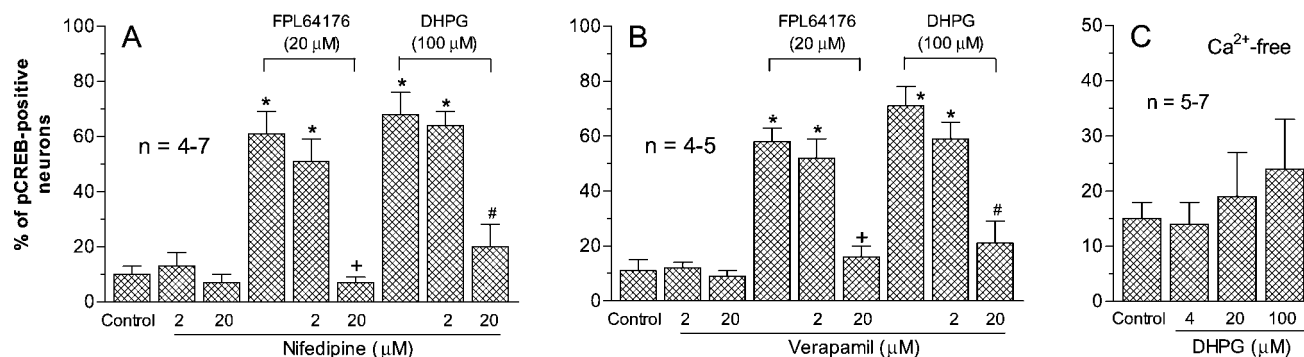 % of pCREB-positive
neurons
A
FPL64176
(20 µM)
DHPG
(100 µM)
100
80
60
40
20
0
n = 4-7
*
*
+
*
*
#
Control 2 20 2 20 2 20
Nifedipine (µM)
B
FPL64176
(20 µM)
DHPG
(100 µM)
100
80
60
40
20
0
n = 4-5
*
*
+
*
*
#
Control 2 20 2 20 2 20
Verapamil (µM)
C
Ca2+-free
50
40
30
20
10
0
n = 5-7
Control 4 20 100
DHPG (µM)